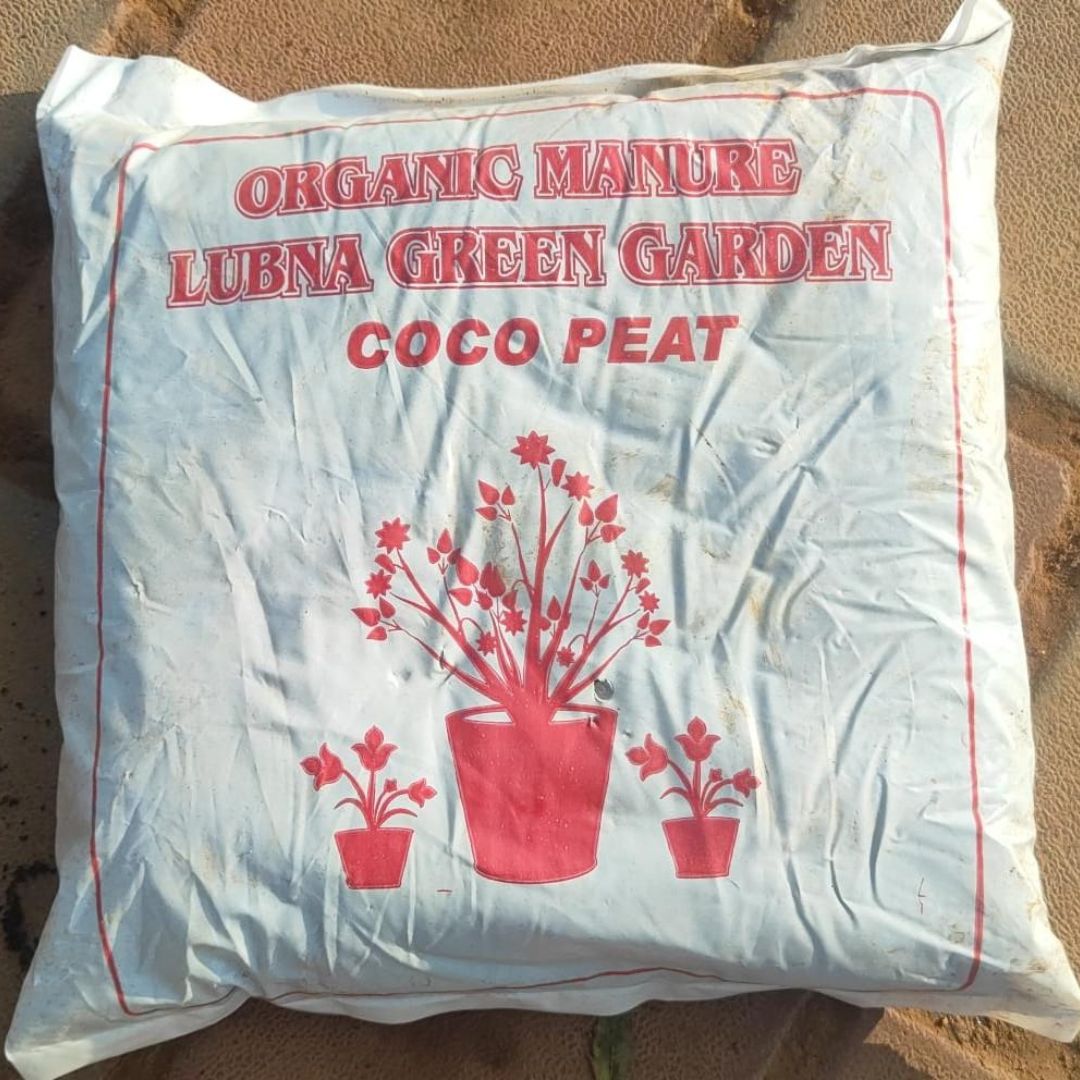 ORGANIC MANURE
LUBNA GREEN GARDEN
COCO PEAT